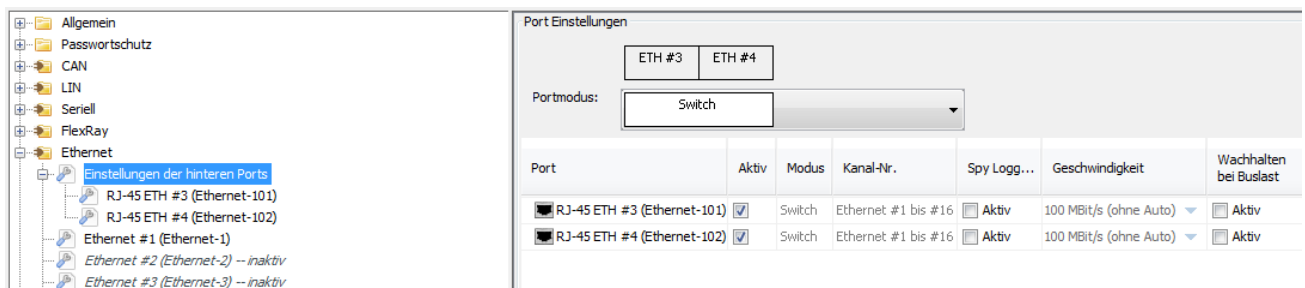 Allgemein
Passwortschutz
CAN
LIN
Seriell
FlexRay
Ethernet
Einstellungen der hinteren Ports
RJ-45 ETH #3 (Ethernet-101)
RJ-45 ETH #4 (Ethernet-102)
Ethernet #1 (Ethernet-1)
Ethernet #2 (Ethernet-2) -- inaktiv
Ethernet #3 (Ethernet-3) -- inaktiv
Port Einstellungen
ETH #3 ETH #4
Portmodus: Switch
Port Aktiv Modus Kanal-Nr. Spy Logg... Geschwindigkeit Wachhalten bei Buslast
RJ-45 ETH #3 (Ethernet-101) Switch Ethernet #1 bis #16 Aktiv 100 MBit/s (ohne Auto) Aktiv
RJ-45 ETH #4 (Ethernet-102) Switch Ethernet #1 bis #16 Aktiv 100 MBit/s (ohne Auto) Aktiv